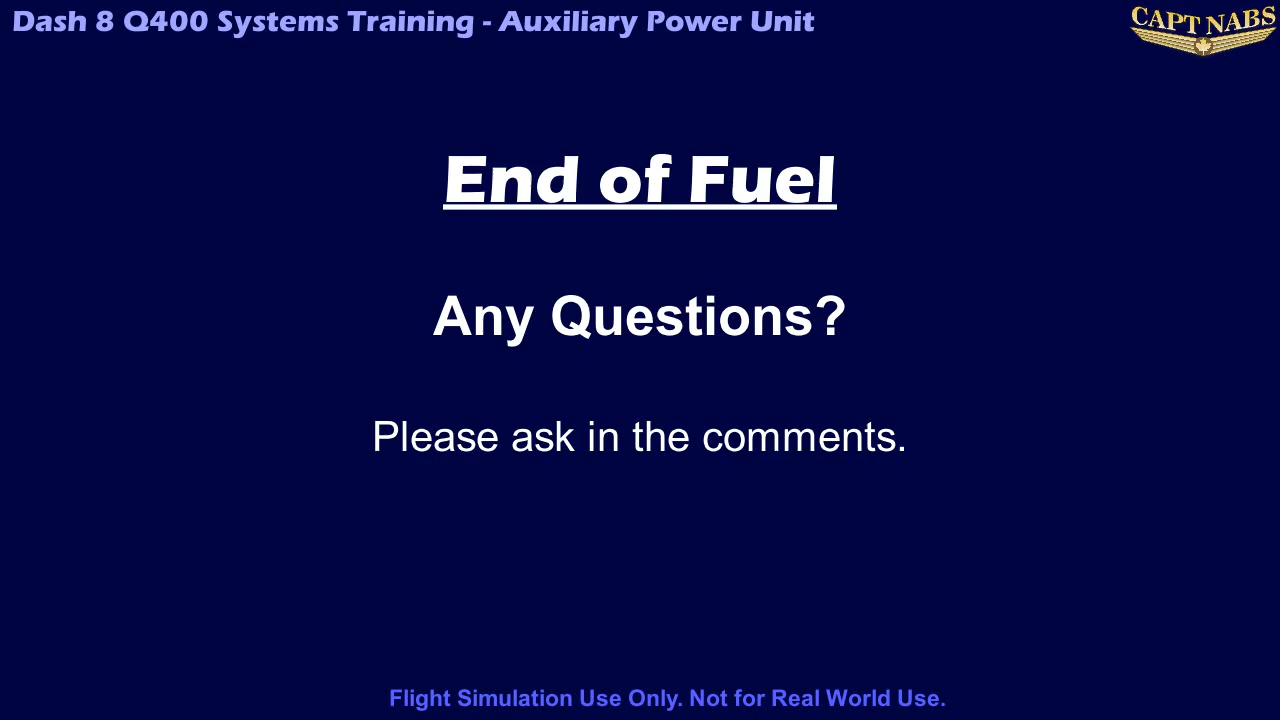 Dash 8 Q400 Systems Training - Auxiliary Power Unit
CAPT NABS
End of Fuel
Any Questions?
Please ask in the comments.
Flight Simulation Use Only. Not for Real World Use.